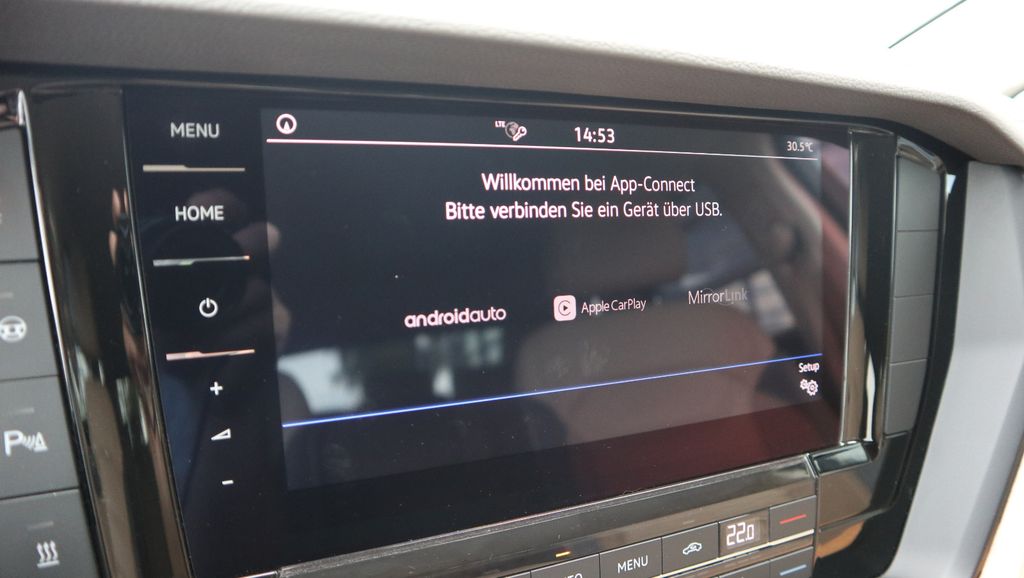 MENU
HOME
LTE
14:53
30.5°C
Willkommen bei App-Connect
Bitte verbinden Sie ein Gerät über USB.
androidauto
Apple CarPlay
MirrorLink
Setup
+
-
P
MENU
22.0